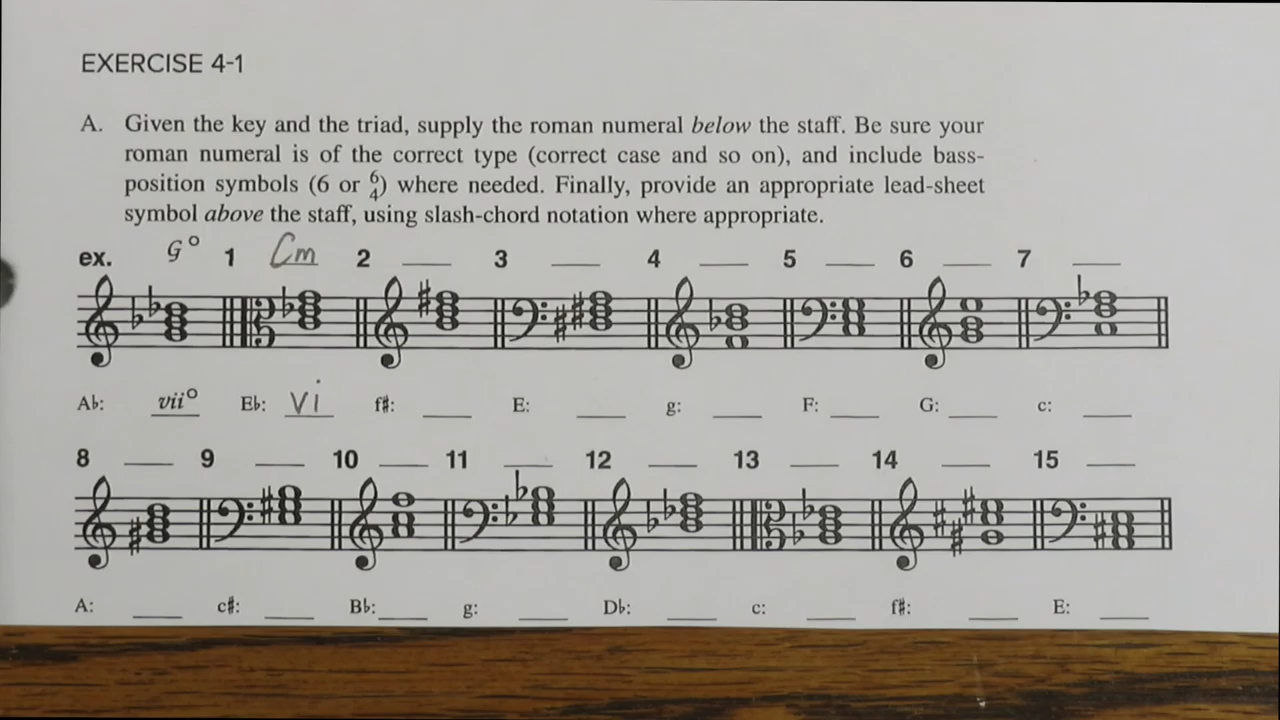 EXERCISE 4-1
A. Given the key and the triad, supply the roman numeral below the staff. Be sure your
roman numeral is of the correct type (correct case and so on), and include bass-
position symbols (6 or 6/4) where needed. Finally, provide an appropriate lead-sheet
symbol above the staff, using slash-chord notation where appropriate.
ex. G° 1 Cm 2 3 4 5 6 7
A♭: vii° E♭: vi f♯: E: g: F: G: c:
8 9 10 11 12 13 14 15
A: c♯: B♭: g: D♭: c: f♯: E: